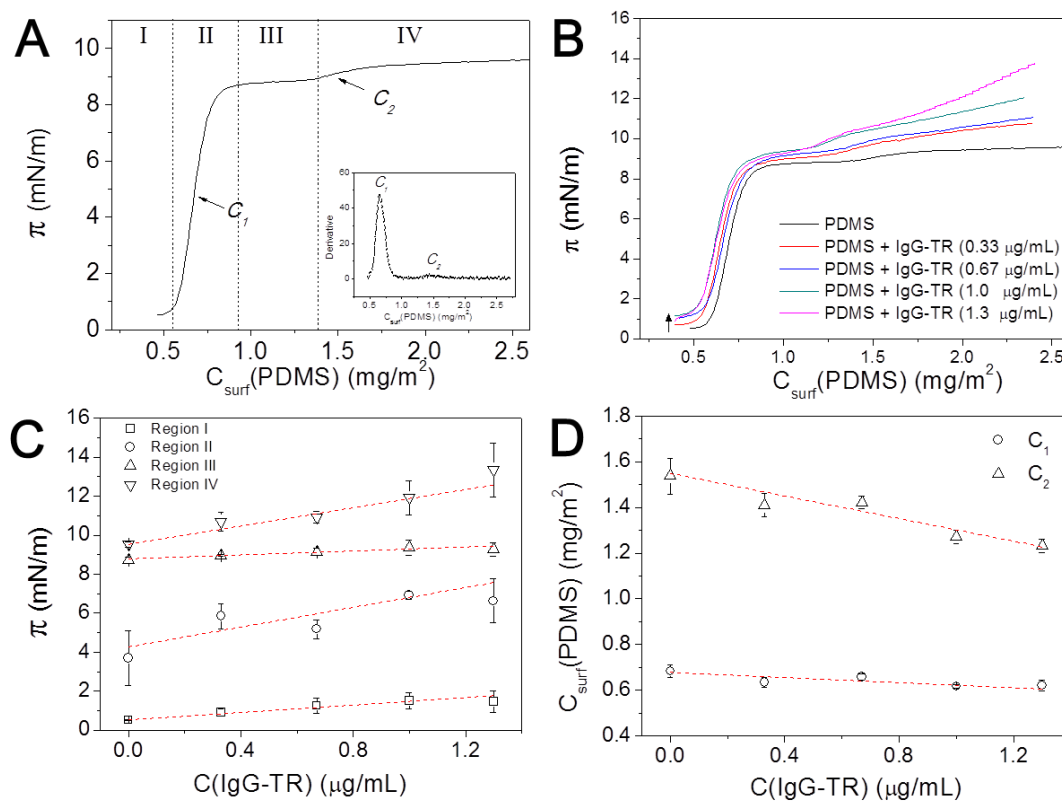 A
I II III IV
10
8
6
4
2
0
π (mN/m)
C₂
C₁
60
40
20
0
Derivative
C₁
C₂
0.5 1.0 1.5 2.0 2.5
C_surf(PDMS) (mg/m²)
0.5 1.0 1.5 2.0 2.5
C_surf(PDMS) (mg/m²)
B
16
14
12
10
8
6
4
2
0
π (mN/m)
PDMS
PDMS + IgG-TR (0.33 μg/mL)
PDMS + IgG-TR (0.67 μg/mL)
PDMS + IgG-TR (1.0 μg/mL)
PDMS + IgG-TR (1.3 μg/mL)
0.5 1.0 1.5 2.0 2.5
C_surf(PDMS) (mg/m²)
C
16
14
12
10
8
6
4
2
0
π (mN/m)
Region I
Region II
Region III
Region IV
0.0 0.4 0.8 1.2
C(IgG-TR) (μg/mL)
D
1.8
1.6
1.4
1.2
1.0
0.8
0.6
0.4
C_surf(PDMS) (mg/m²)
C₁
C₂
0.0 0.4 0.8 1.2
C(IgG-TR) (μg/mL)